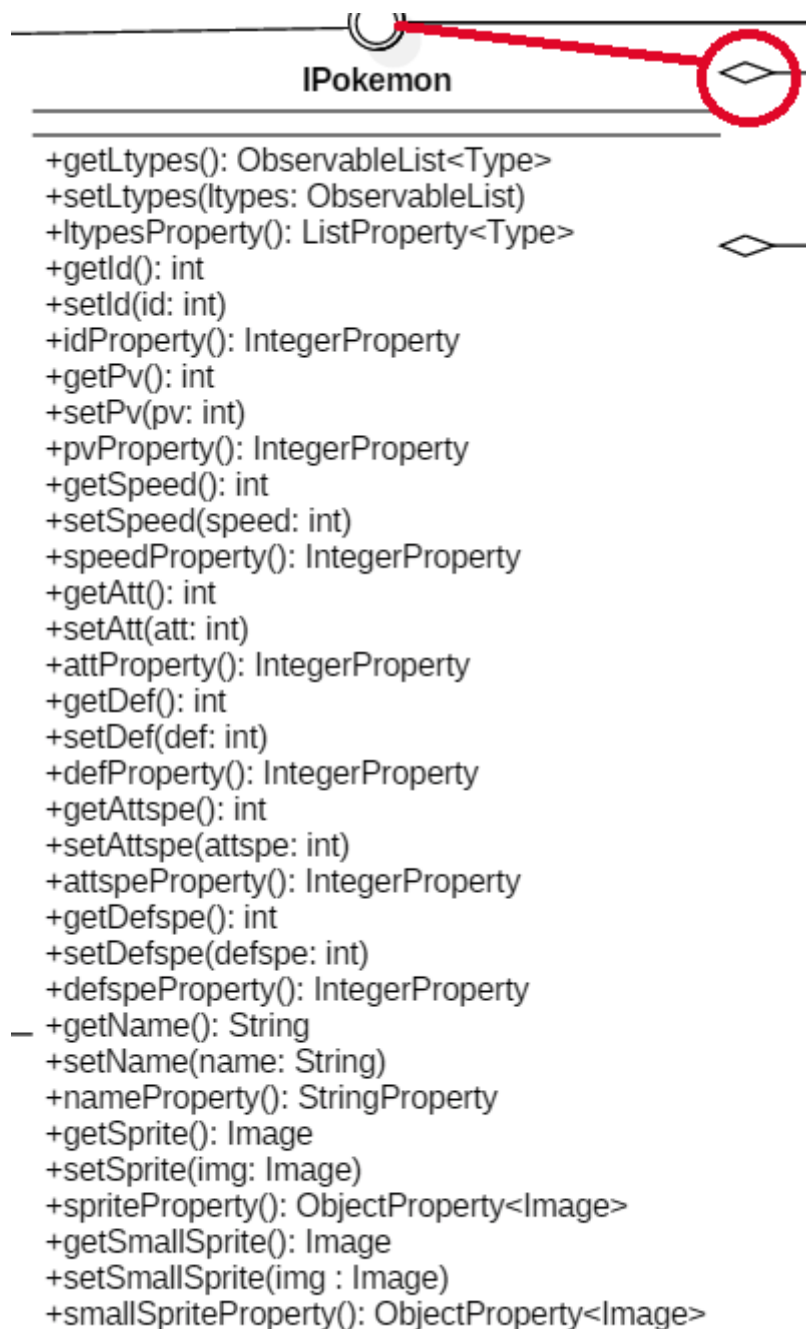 IPokemon
+getLtypes(): ObservableList<Type>
+setLtypes(ltypes: ObservableList)
+ltypesProperty(): ListProperty<Type>
+getId(): int
+setId(id: int)
+idProperty(): IntegerProperty
+getPv(): int
+setPv(pv: int)
+pvProperty(): IntegerProperty
+getSpeed(): int
+setSpeed(speed: int)
+speedProperty(): IntegerProperty
+getAtt(): int
+setAtt(att: int)
+attProperty(): IntegerProperty
+getDef(): int
+setDef(def: int)
+defProperty(): IntegerProperty
+getAttspe(): int
+setAttspe(attspe: int)
+attspeProperty(): IntegerProperty
+getDefspe(): int
+setDefspe(defspe: int)
+defspeProperty(): IntegerProperty
+getName(): String
+setName(name: String)
+nameProperty(): StringProperty
+getSprite(): Image
+setSprite(img: Image)
+spriteProperty(): ObjectProperty<Image>
+getSmallSprite(): Image
+setSmallSprite(img : Image)
+smallSpriteProperty(): ObjectProperty<Image>